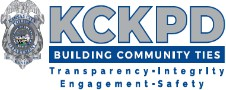 KCKPD
BUILDING COMMUNITY TIES
Transparency-Integrity
Engagement-Safety